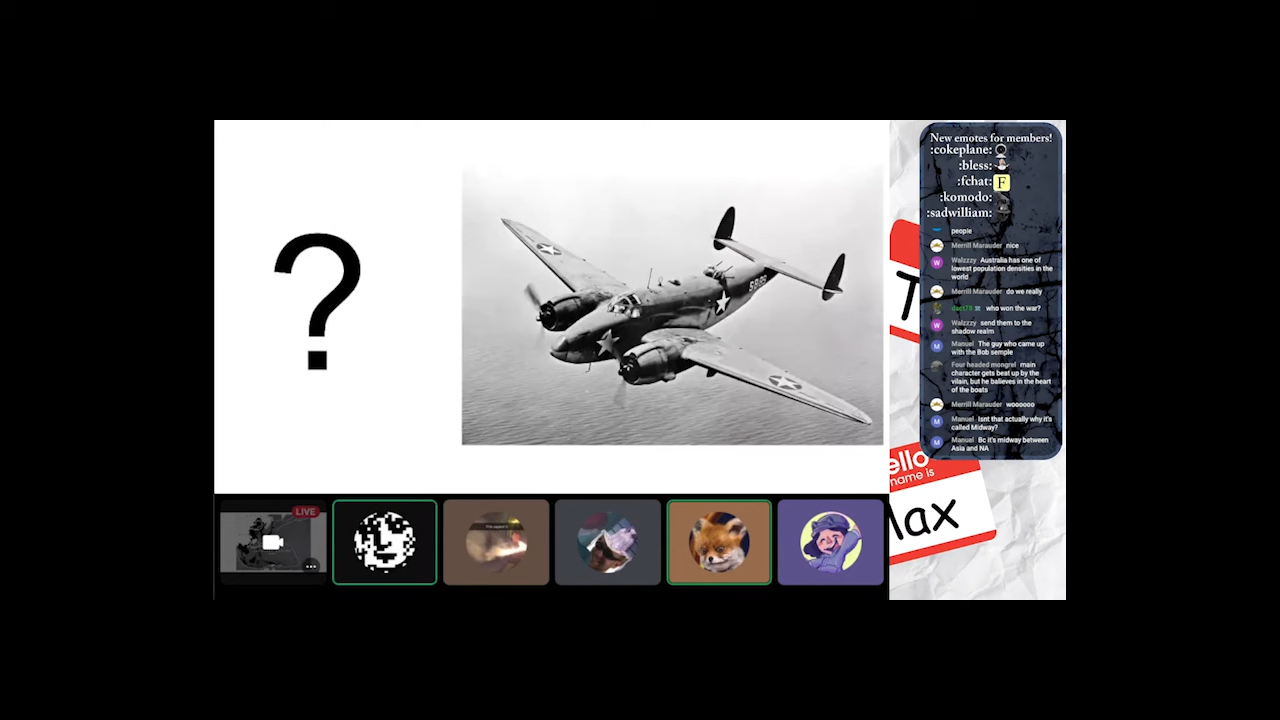 ?
5886
LIVE
New emotes for members!
:cokeplane:
:bless:
:fchat: F
:komodo:
:sadwilliam:
people
Merrill Marauder nice
W Walzzzy Australia has one of
lowest population densities in the
world
Merrill Marauder do we really
who won the war?
W Walzzzy send them to the
shadow realm
M Manuel The guy who came up
with the Bob semple
Four headed mongrel main
character gets beat up by the
vilain, but he balieves in the heart
of the boats
Merrill Marauder woooooo
M Manuel Isnt that actually why it's
called Midway?
M Manuel Bc it's midway between
Asia and NA
T
ello
name is
Max